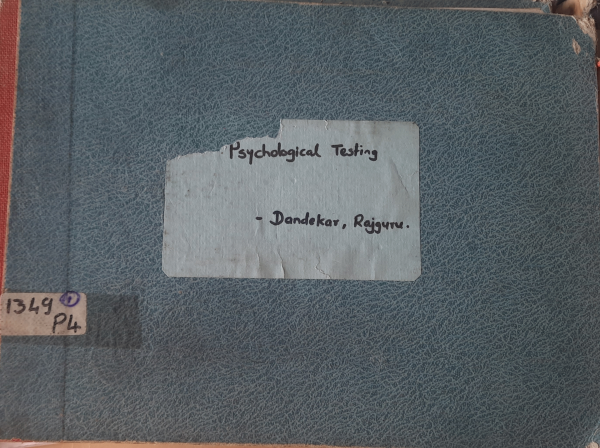 Psychological Testing
- Dandekar, Rajguru.
1349 1
P4